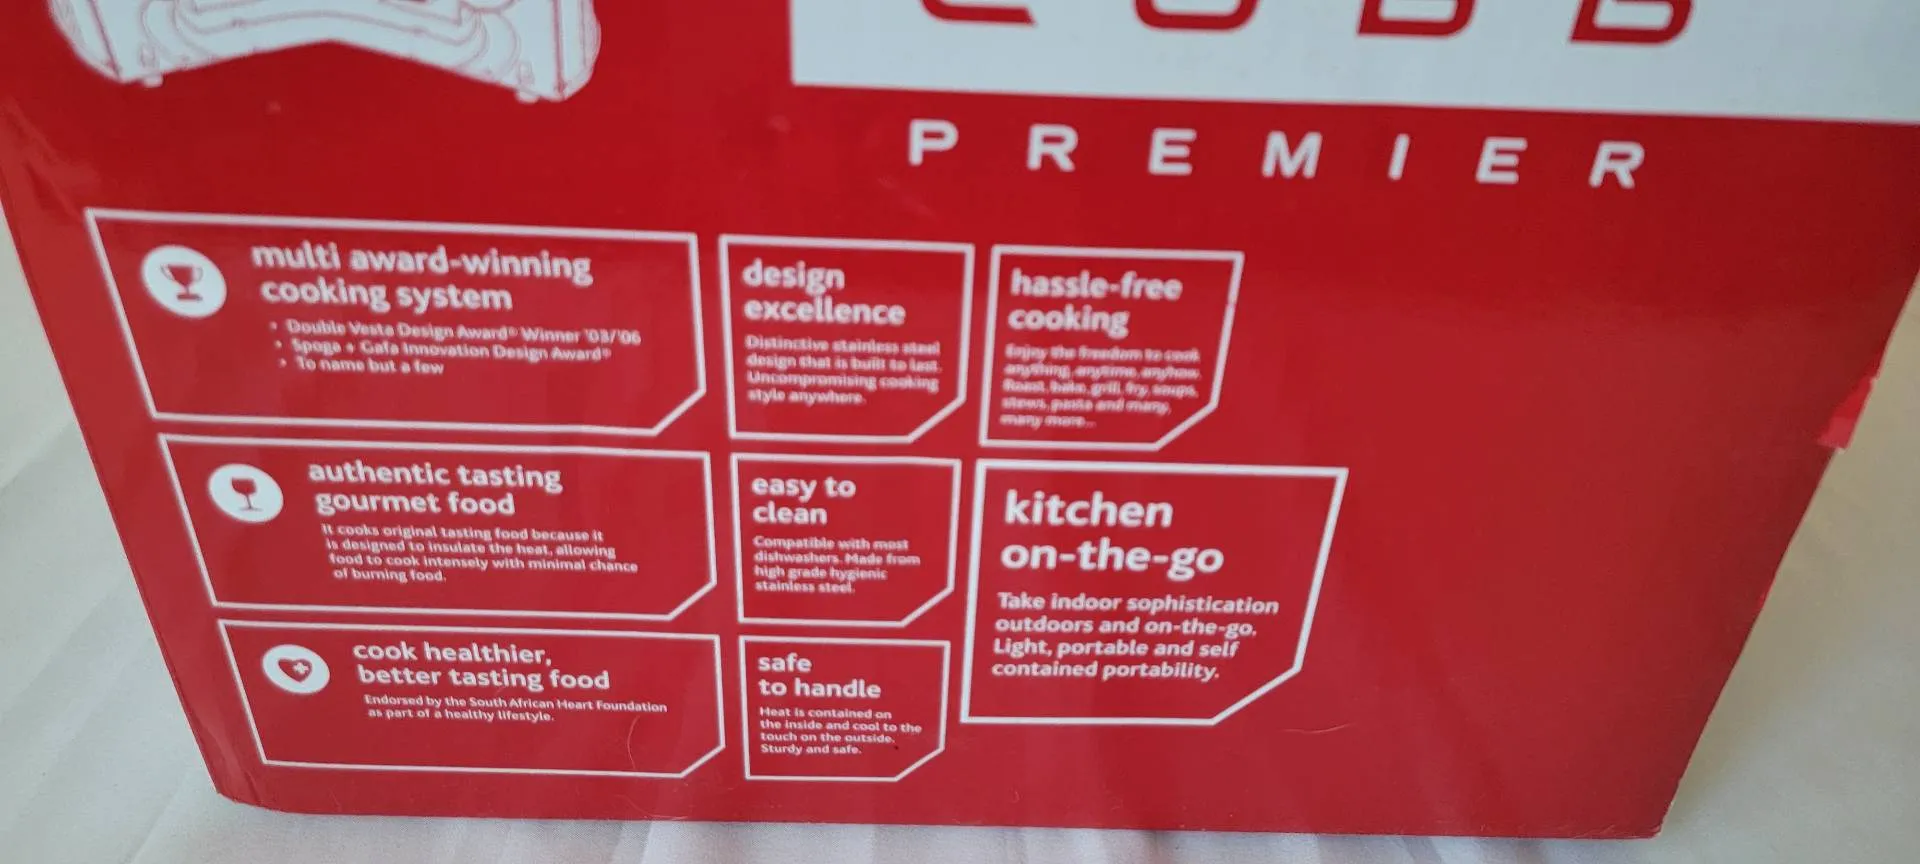 COBB
PREMIER
multi award-winning
cooking system
• Double Vesta Design Award® Winner '03/'06
• Spoga + Gafa Innovation Design Award®
• To name but a few
design
excellence
Distinctive stainless steel
design that is built to last.
Uncompromising cooking
style anywhere.
hassle-free
cooking
Enjoy the freedom to cook
anything, anytime, anyhow.
Roast, bake, grill, fry, soups,
stews, pasta and many,
many more...
authentic tasting
gourmet food
It cooks original tasting food because it
is designed to insulate the heat, allowing
food to cook intensely with minimal chance
of burning food.
easy to
clean
Compatible with most
dishwashers. Made from
high grade hygienic
stainless steel.
kitchen
on-the-go
Take indoor sophistication
outdoors and on-the-go.
Light, portable and self
contained portability.
cook healthier,
better tasting food
Endorsed by the South African Heart Foundation
as part of a healthy lifestyle.
safe
to handle
Heat is contained on
the inside and cool to the
touch on the outside.
Sturdy and safe.